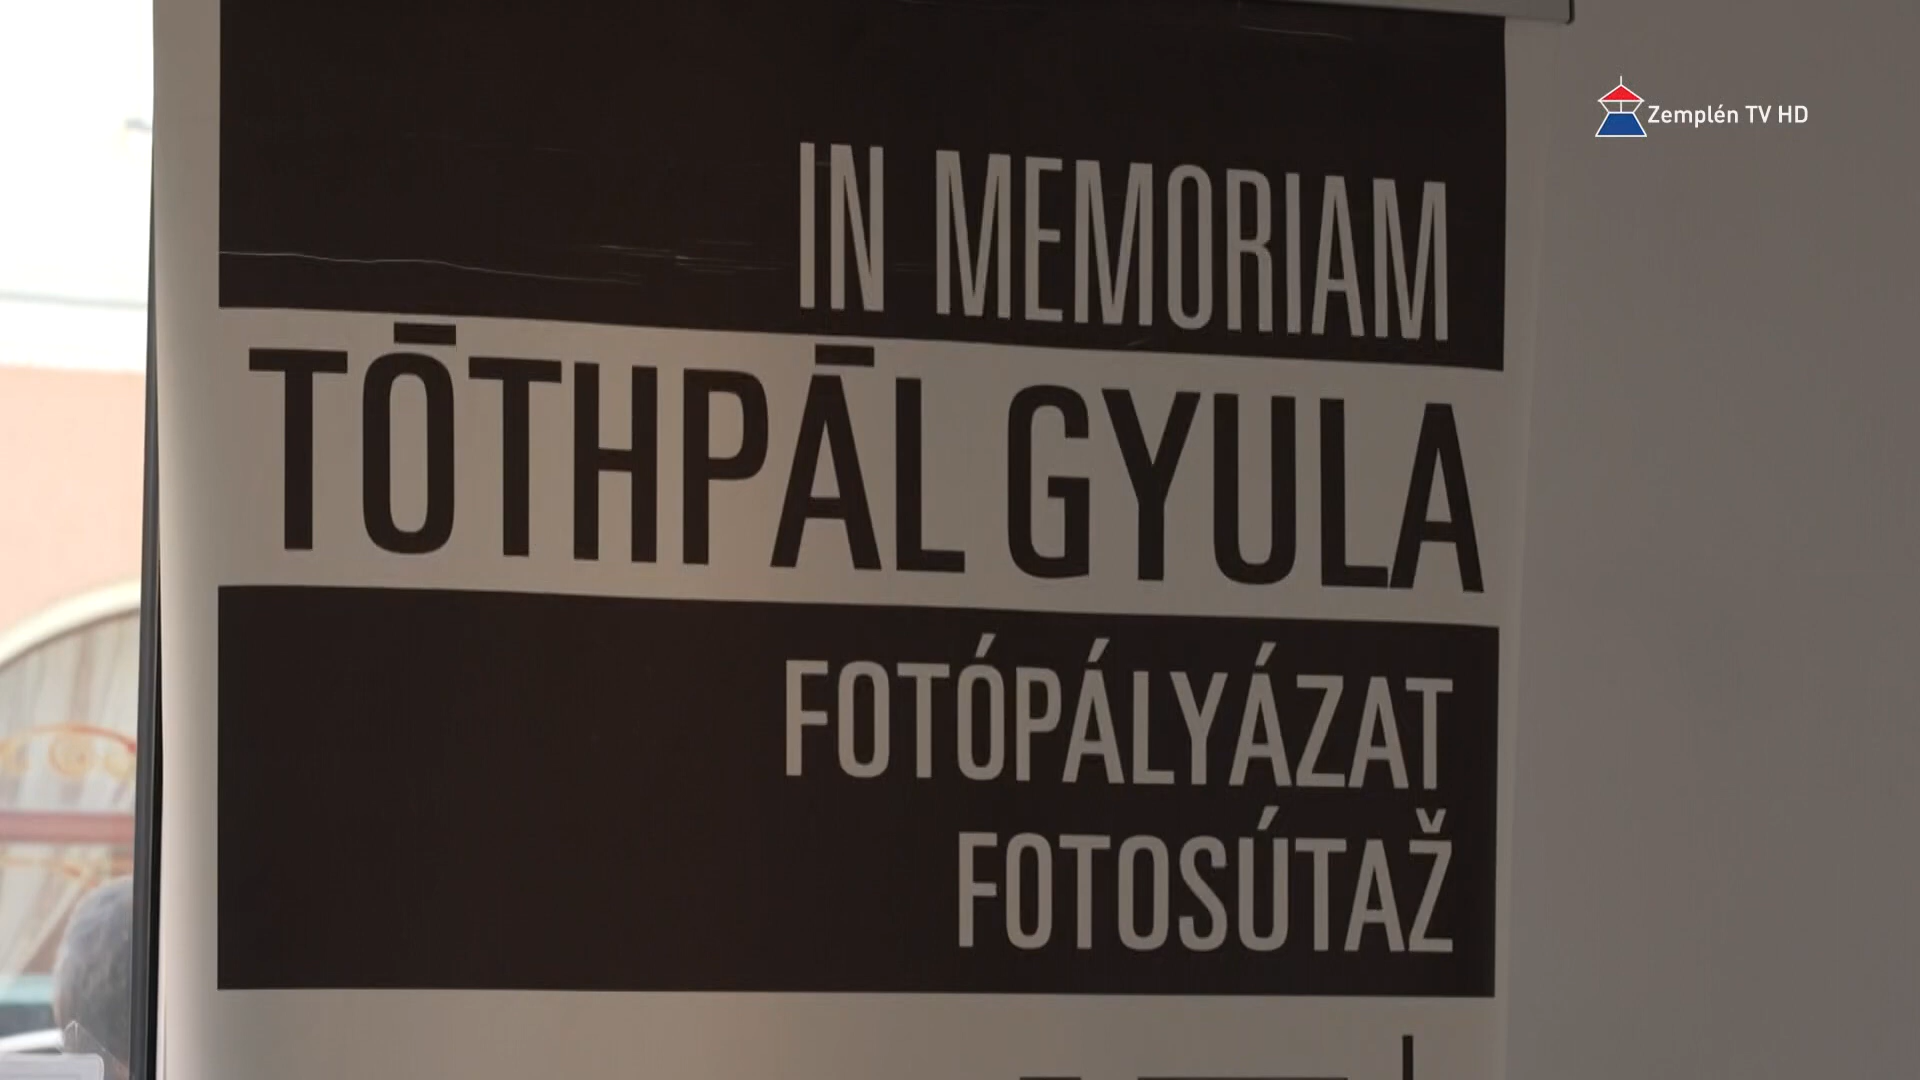 Zemplén TV HD
IN MEMORIAM
TŌTHPĀL GYULA
FOTÓPÁLYÁZAT
FOTOSÚTAŽ